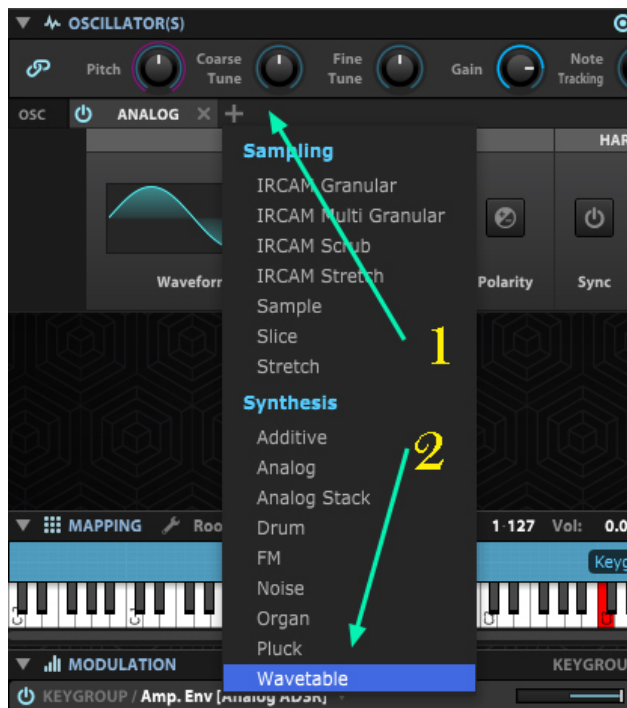 OSCILLATOR(S)
Pitch Coarse Tune Fine Tune Gain Note Tracking
OSC ANALOG
HAR
Sampling
IRCAM Granular
IRCAM Multi Granular
IRCAM Scrub
IRCAM Stretch
Sample
Slice
Stretch
Waveform Polarity Sync
1
Synthesis
Additive
Analog
Analog Stack
Drum
FM
Noise
Organ
Pluck
Wavetable
2
MAPPING Roo 1-127 Vol: 0.0
Keyg
MODULATION KEYGROU
KEYGROUP / Amp. Env [Analog ADSR]